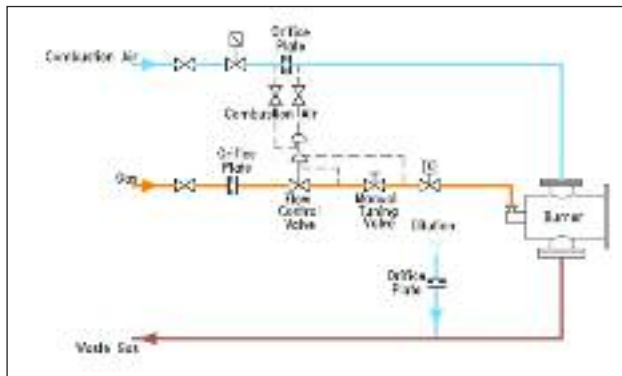 Orifice
Plate
Combustion Air
Combustion Air
Orifice
Plate
Gas
Flow
Control
Valve
Manual
Tuning
Valve
Burner
Dilution
Orifice
Plate
Waste Gas